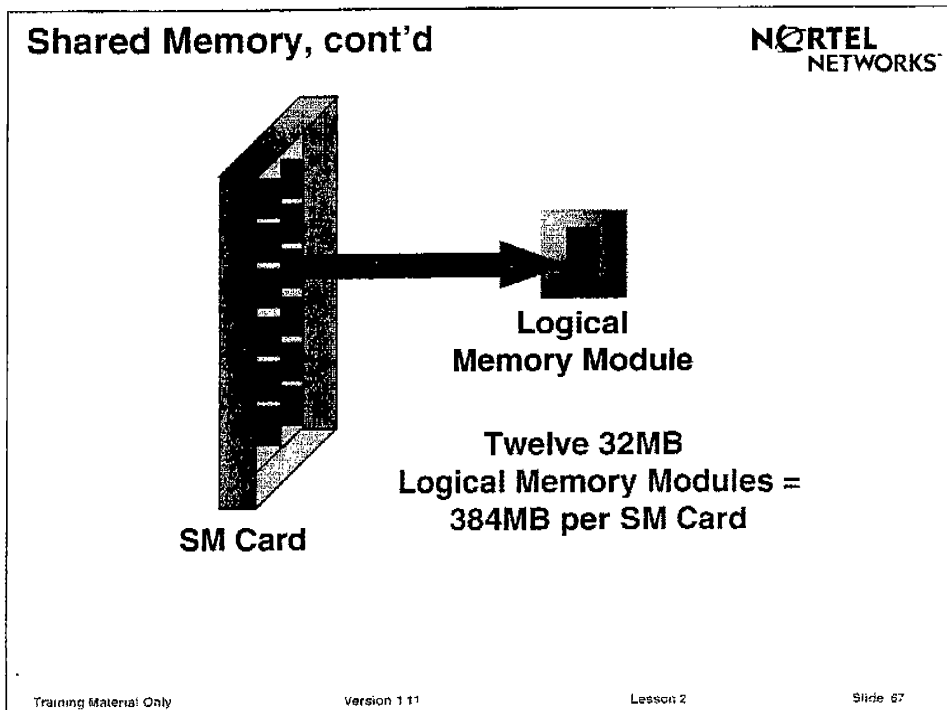 Shared Memory, cont'd
NORTEL
NETWORKS™
Logical
Memory Module
Twelve 32MB
Logical Memory Modules =
384MB per SM Card
SM Card
Training Material Only
Version 1.11
Lesson 2
Slide 67